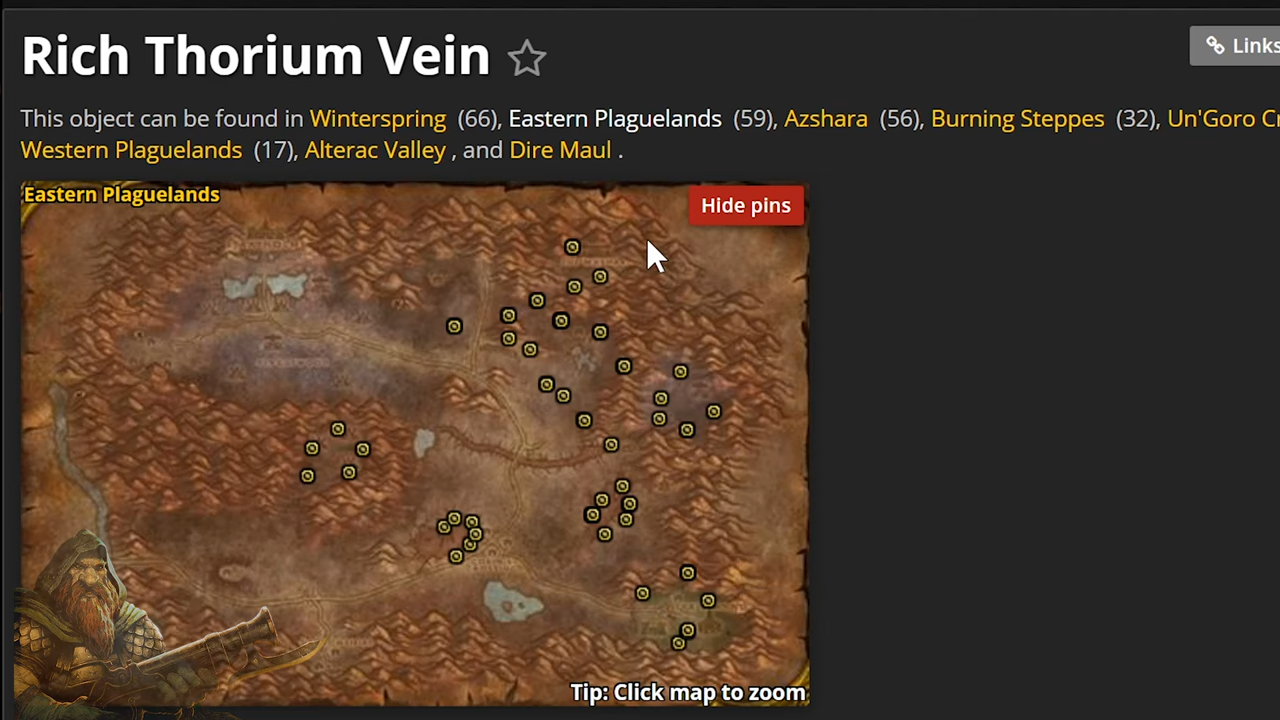 Rich Thorium Vein
Links
This object can be found in Winterspring (66), Eastern Plaguelands (59), Azshara (56), Burning Steppes (32), Un'Goro Cr
Western Plaguelands (17), Alterac Valley , and Dire Maul .
Eastern Plaguelands
Hide pins
Tip: Click map to zoom